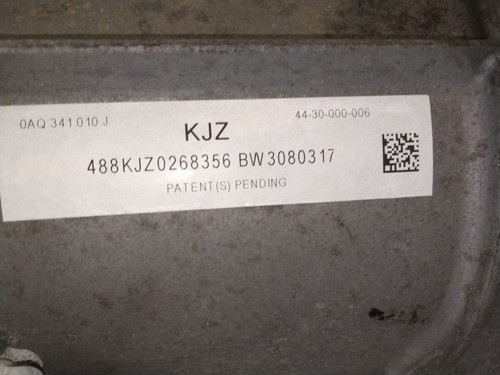 0AQ 341 010 J
44-30-000-006
KJZ
488KJZ0268356 BW3080317
PATENT(S) PENDING